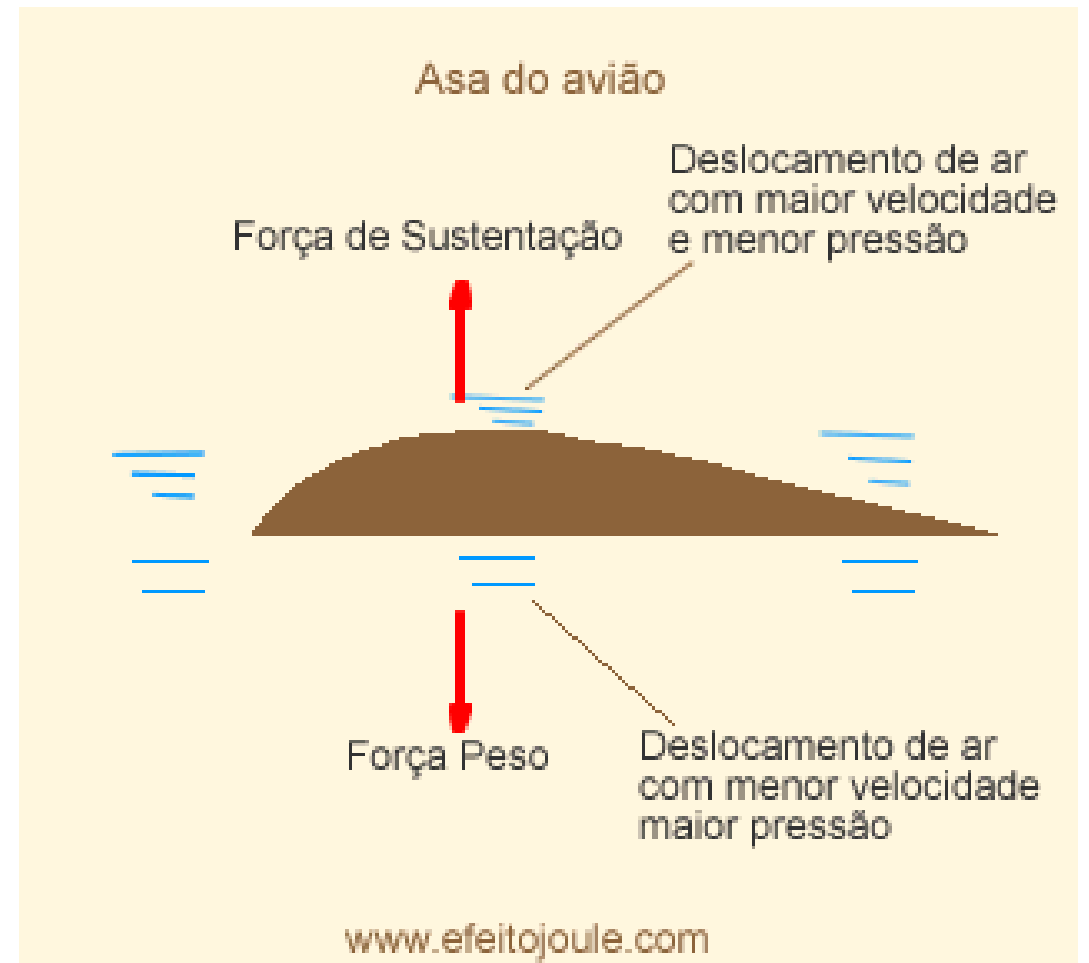 Asa do avião
Deslocamento de ar
com maior velocidade
e menor pressão
Força de Sustentação
Força Peso
Deslocamento de ar
com menor velocidade
maior pressão
www.efeitojoule.com